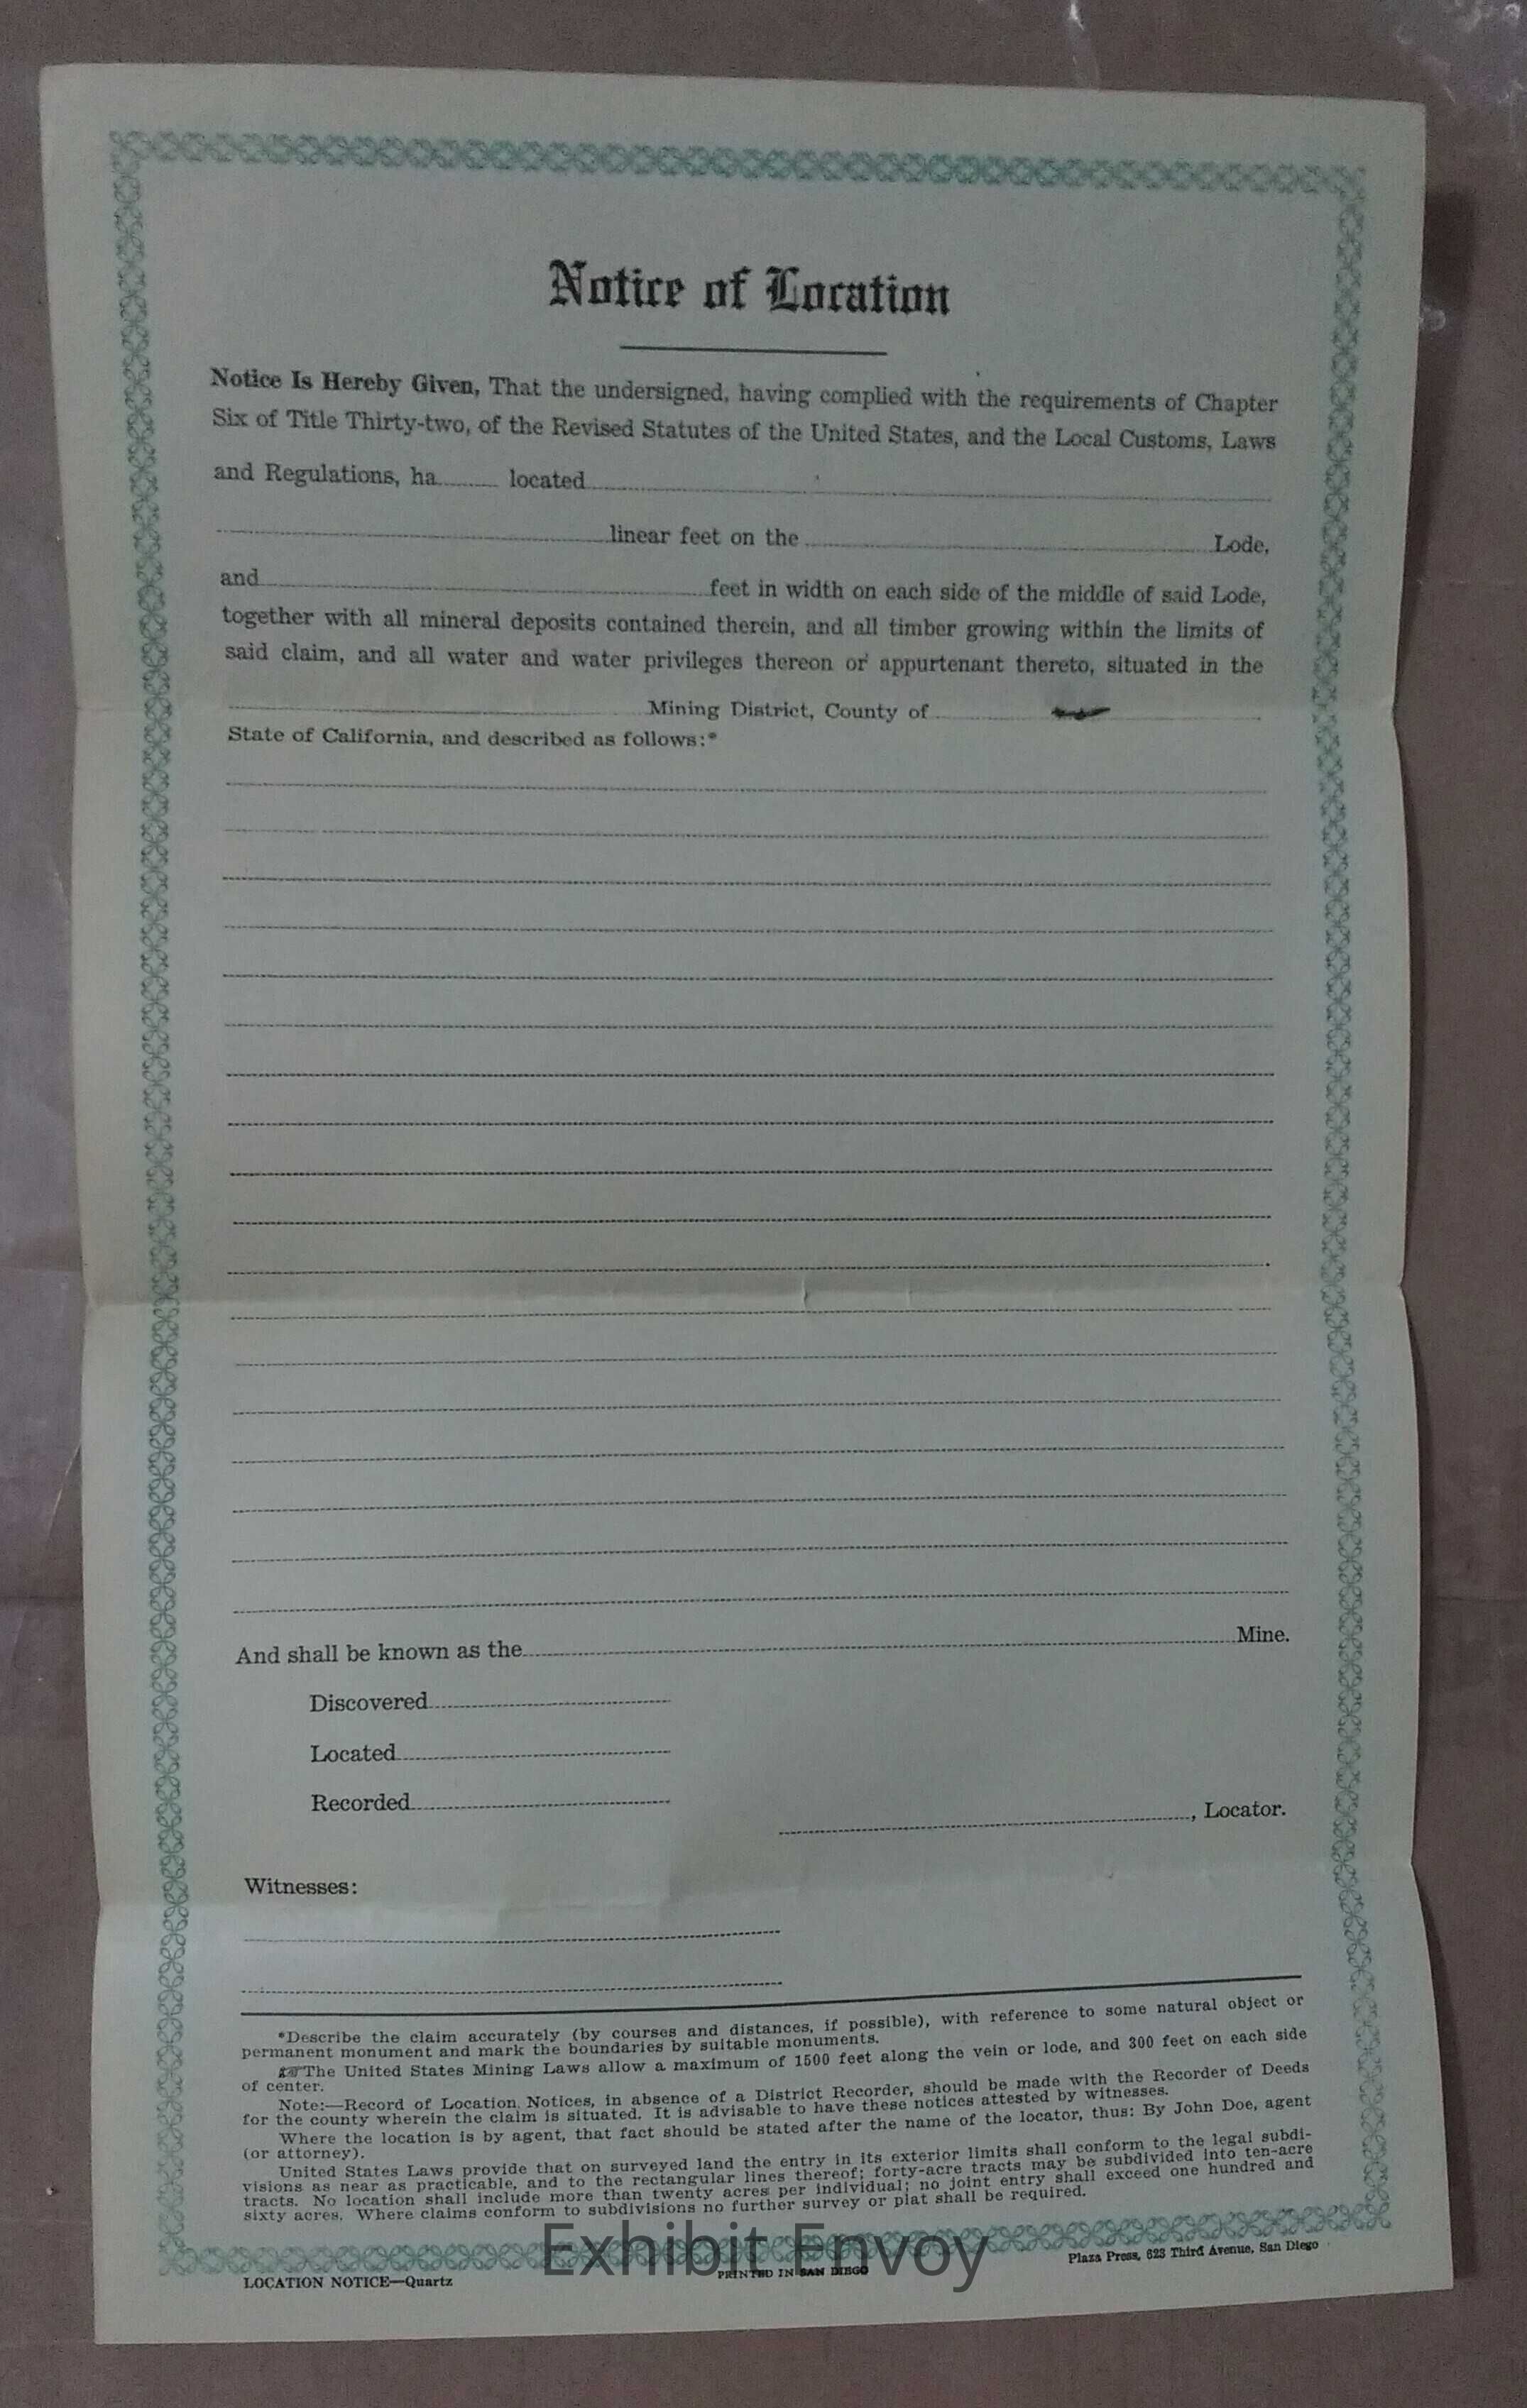 Notice of Location
Notice Is Hereby Given, That the undersigned, having complied with the requirements of Chapter
Six of Title Thirty-two, of the Revised Statutes of the United States, and the Local Customs, Laws
and Regulations, ha located
linear feet on the Lode,
and feet in width on each side of the middle of said Lode,
together with all mineral deposits contained therein, and all timber growing within the limits of
said claim, and all water and water privileges thereon or appurtenant thereto, situated in the
Mining District, County of
State of California, and described as follows:*
And shall be known as the Mine.
Discovered
Located
Recorded
, Locator.
Witnesses:
*Describe the claim accurately (by courses and distances, if possible), with reference to some natural object or
permanent monument and mark the boundaries by suitable monuments.
☞The United States Mining Laws allow a maximum of 1500 feet along the vein or lode, and 300 feet on each side
of center.
Note:—Record of Location Notices, in absence of a District Recorder, should be made with the Recorder of Deeds
for the county wherein the claim is situated. It is advisable to have these notices attested by witnesses.
Where the location is by agent, that fact should be stated after the name of the locator, thus: By John Doe, agent
(or attorney).
United States Laws provide that on surveyed land the entry in its exterior limits shall conform to the legal subdi-
visions as near as practicable, and to the rectangular lines thereof; forty-acre tracts may be subdivided into ten-acre
tracts. No location shall include more than twenty acres per individual; no joint entry shall exceed one hundred and
sixty acres. Where claims conform to subdivisions no further survey or plat shall be required.
Exhibit Envoy
Plaza Press, 623 Third Avenue, San Diego
PRINTED IN SAN DIEGO
LOCATION NOTICE—Quartz